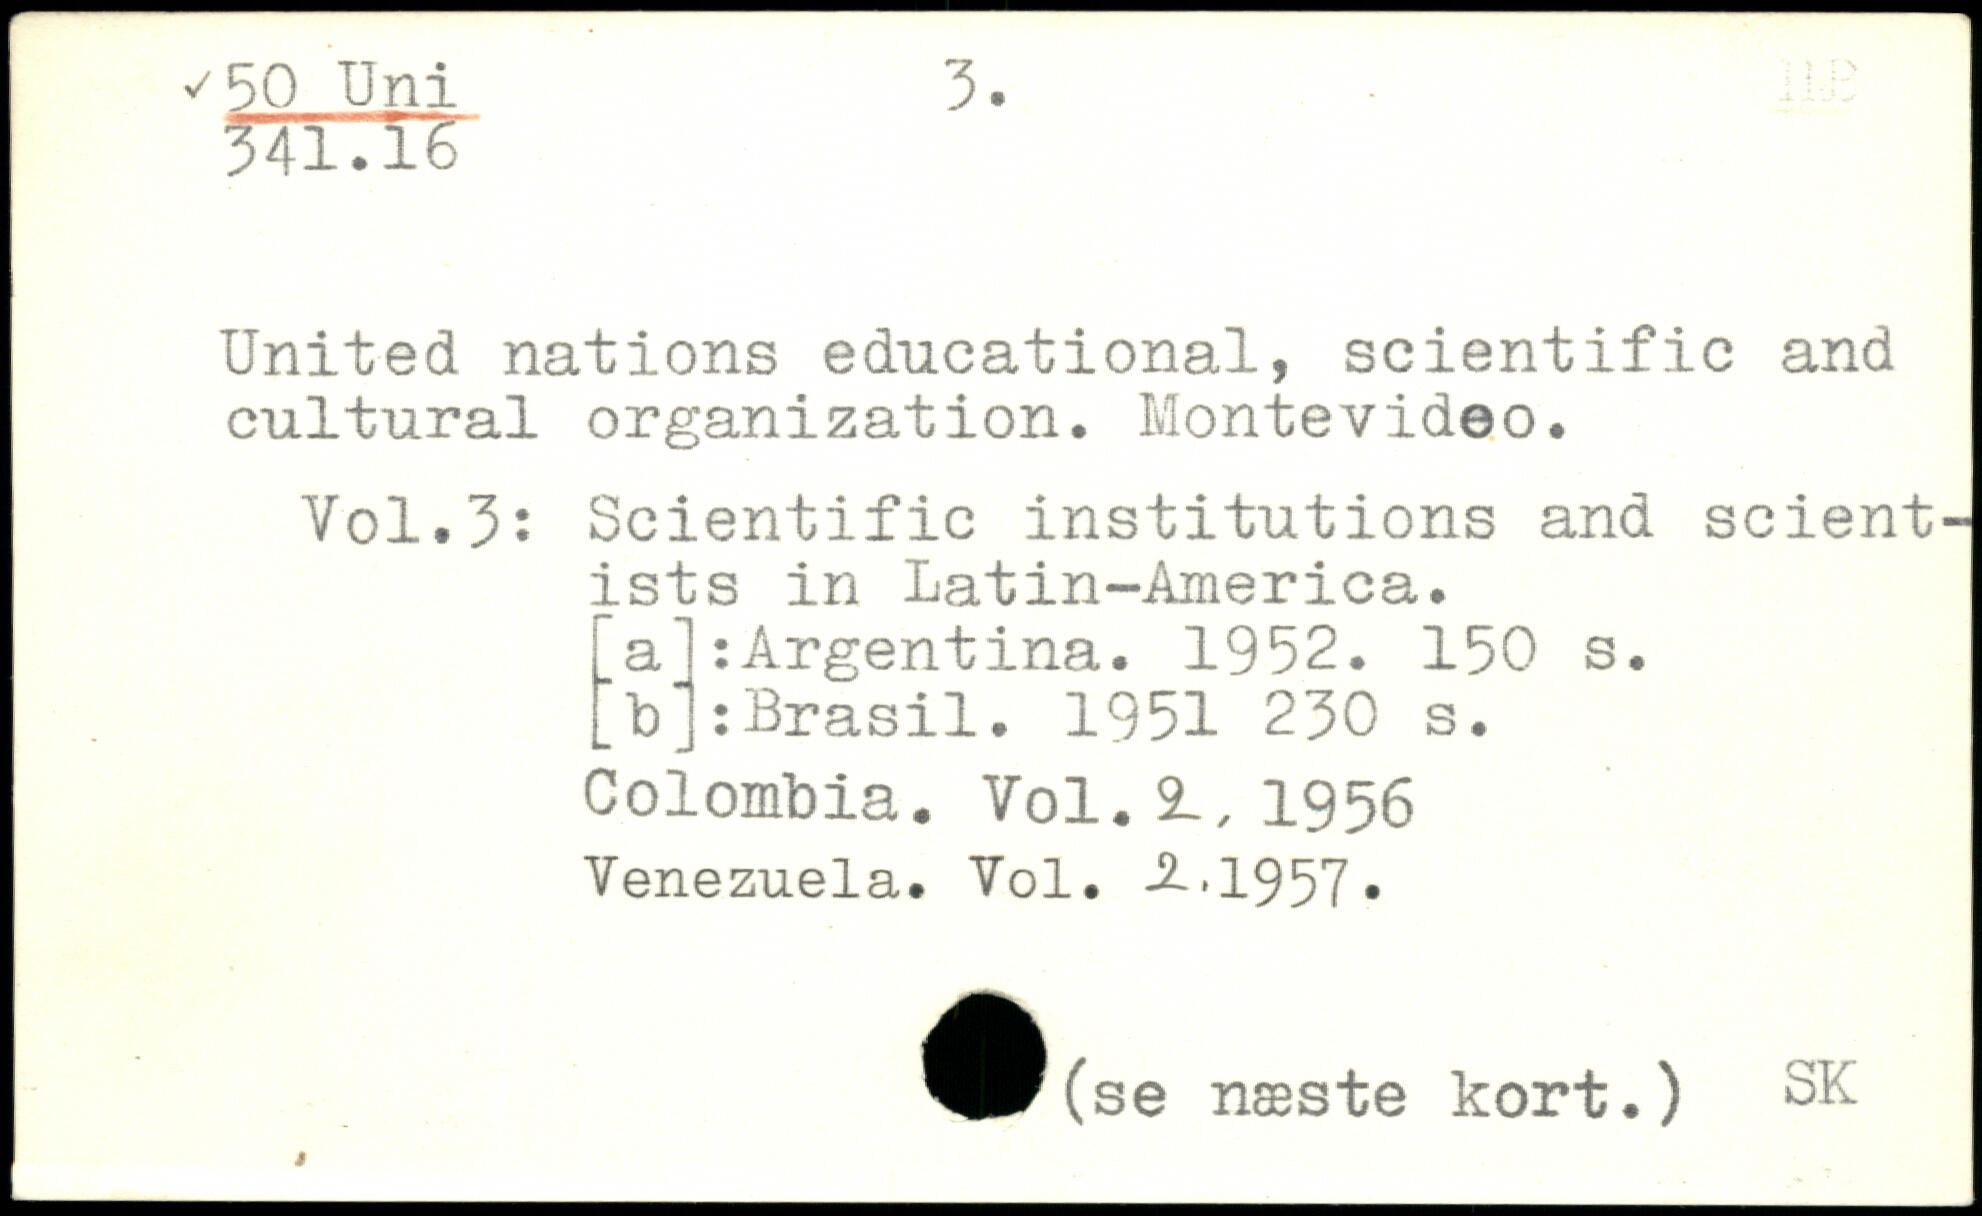 ✓50 Uni 3.
341.16
United nations educational, scientific and
cultural organization. Montevideo.
Vol.3: Scientific institutions and scient-
ists in Latin-America.
[a]:Argentina. 1952. 150 s.
[b]:Brasil. 1951 230 s.
Colombia. Vol.2, 1956
Venezuela. Vol. 2.1957.
(se næste kort.) SK